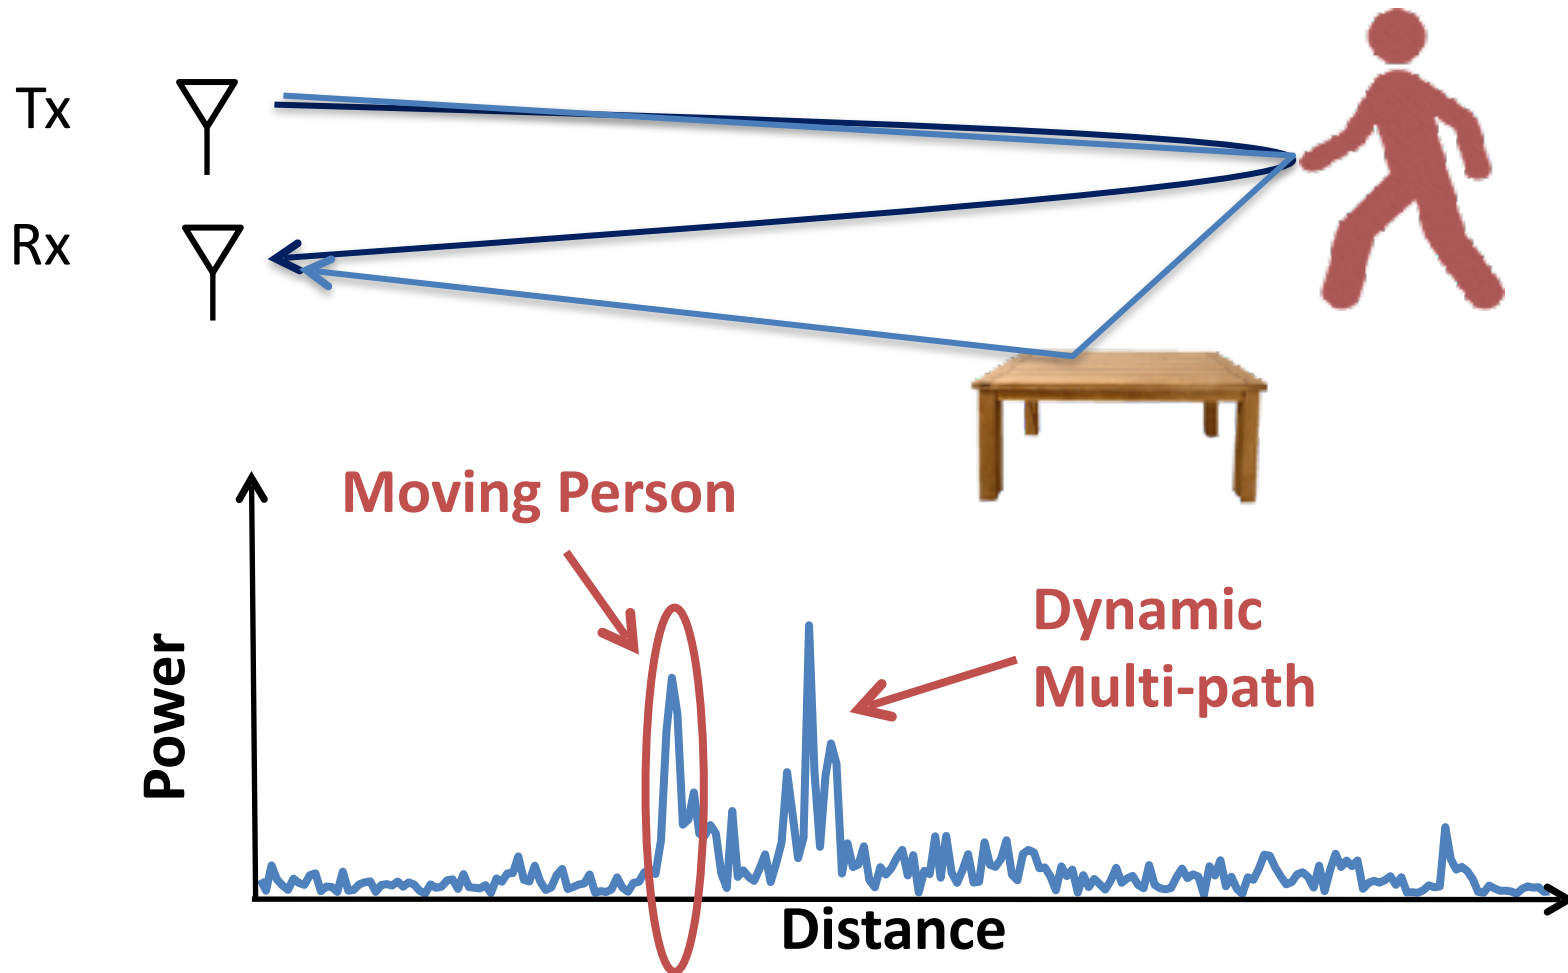 Tx
Rx
Moving Person
Dynamic
Multi-path
Power
Distance